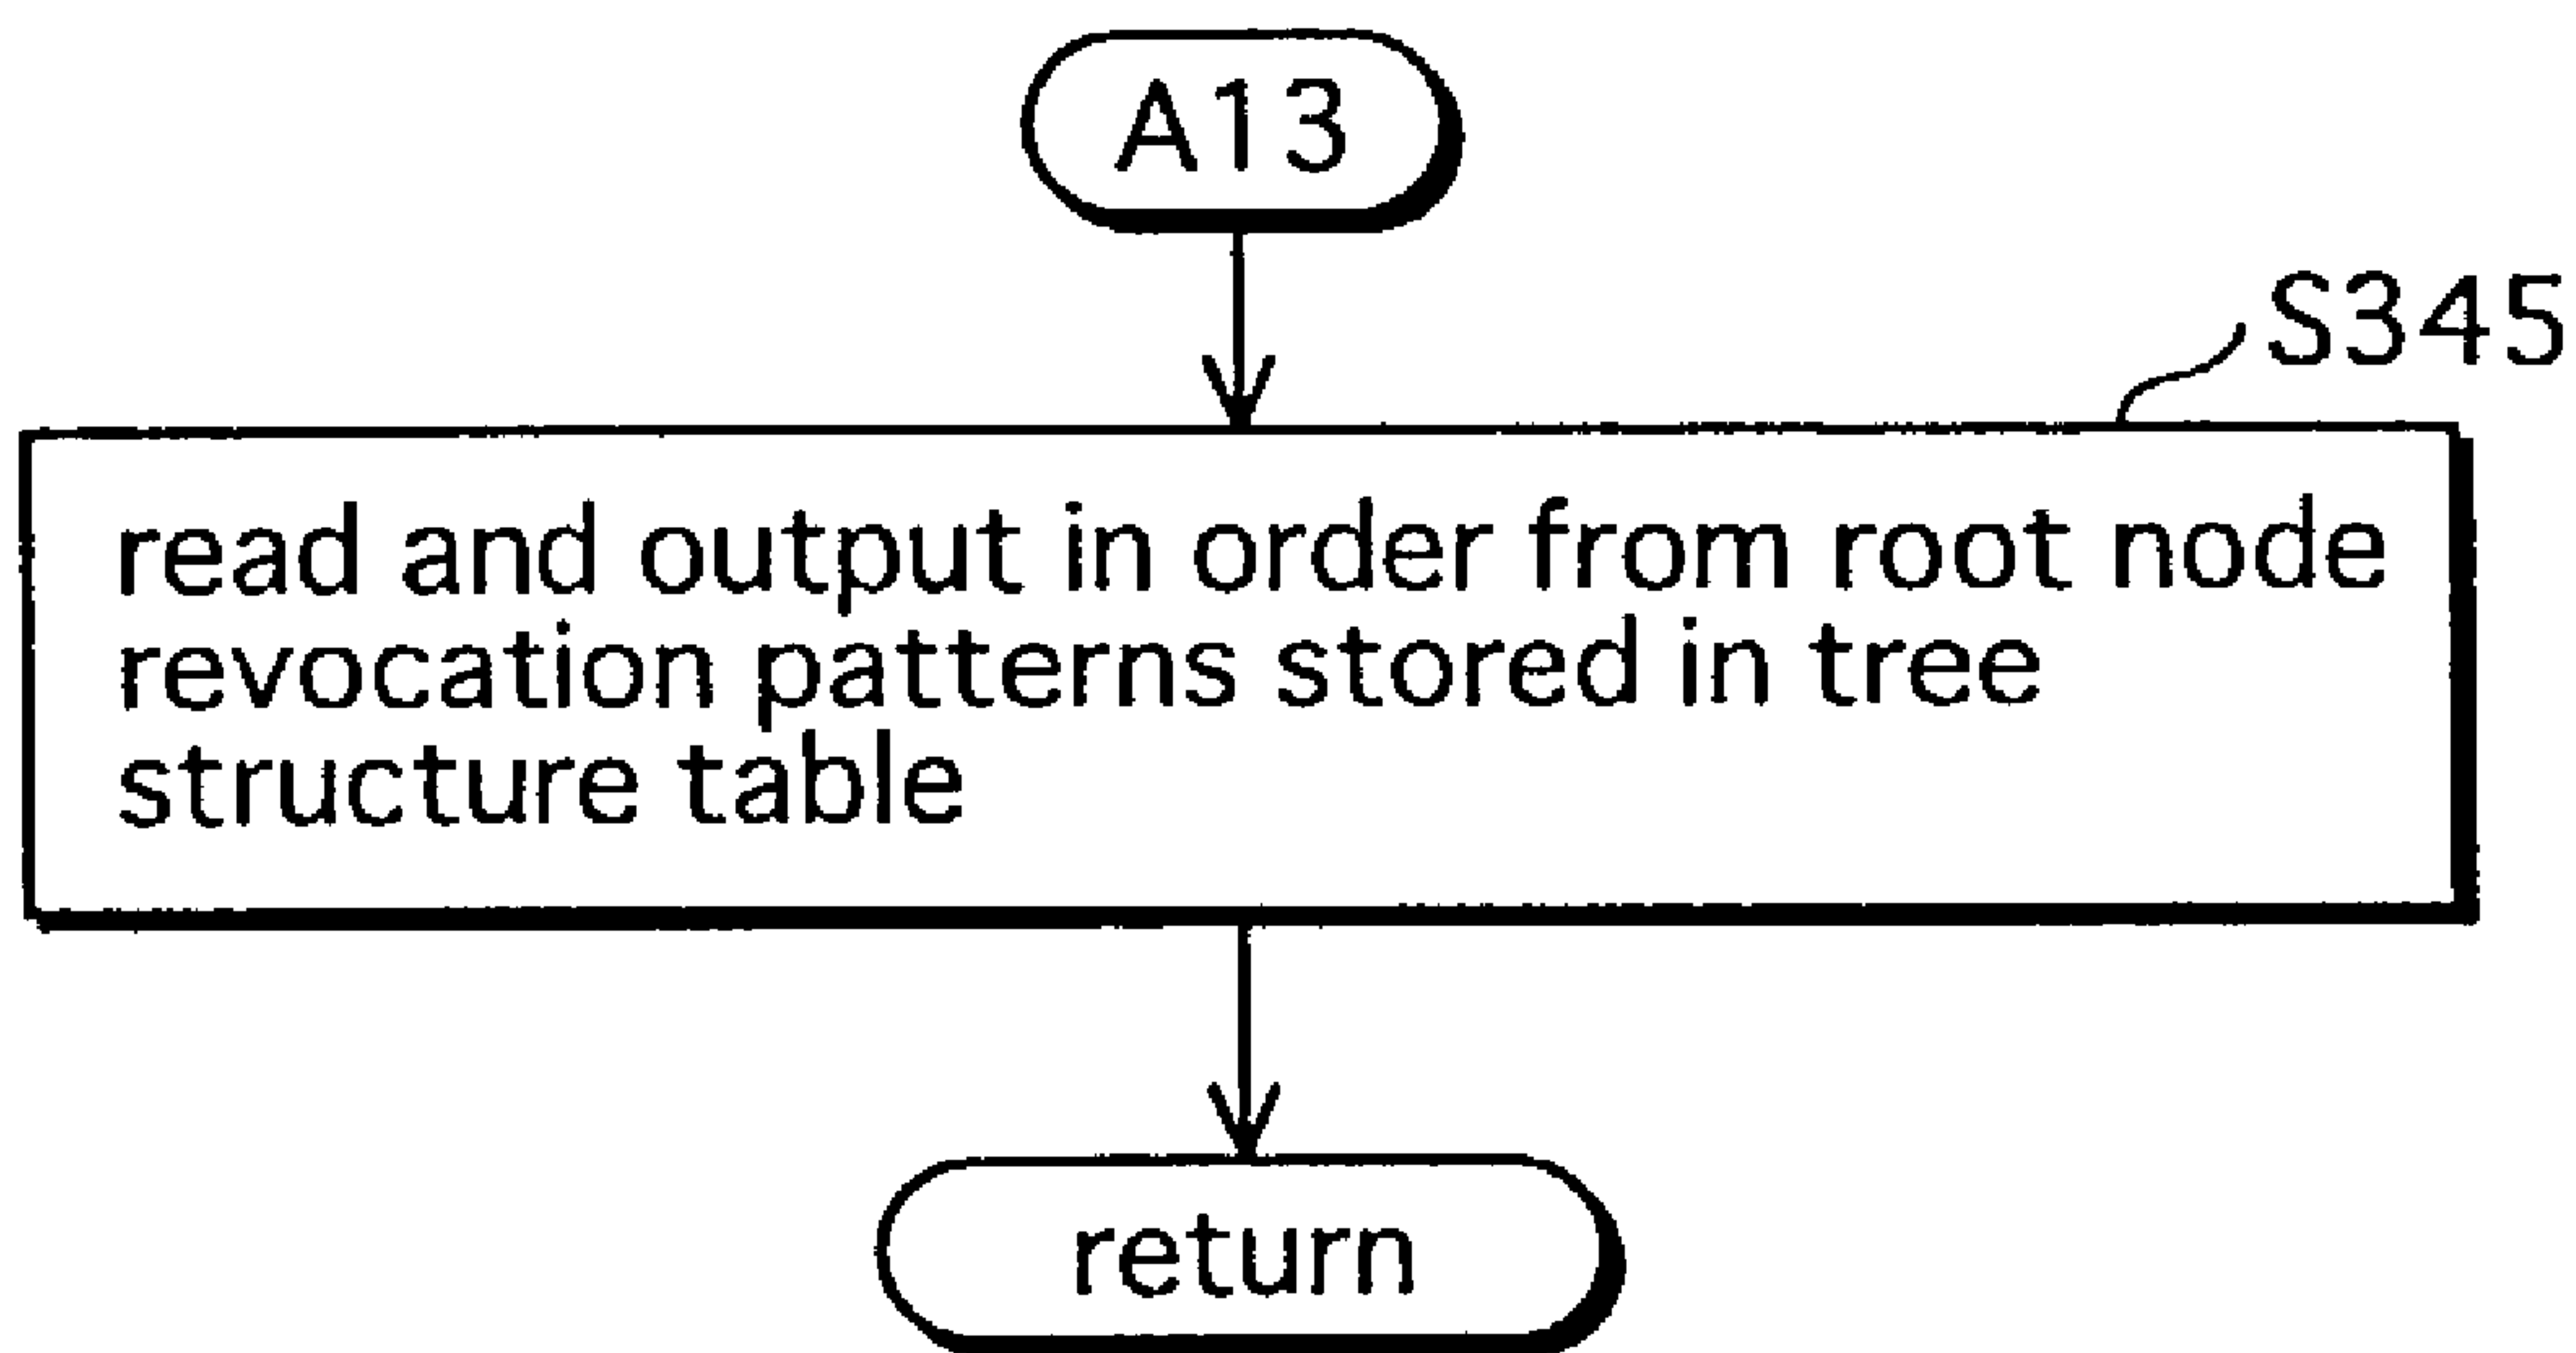 A13
S345
read and output in order from root node
revocation patterns stored in tree
structure table
return